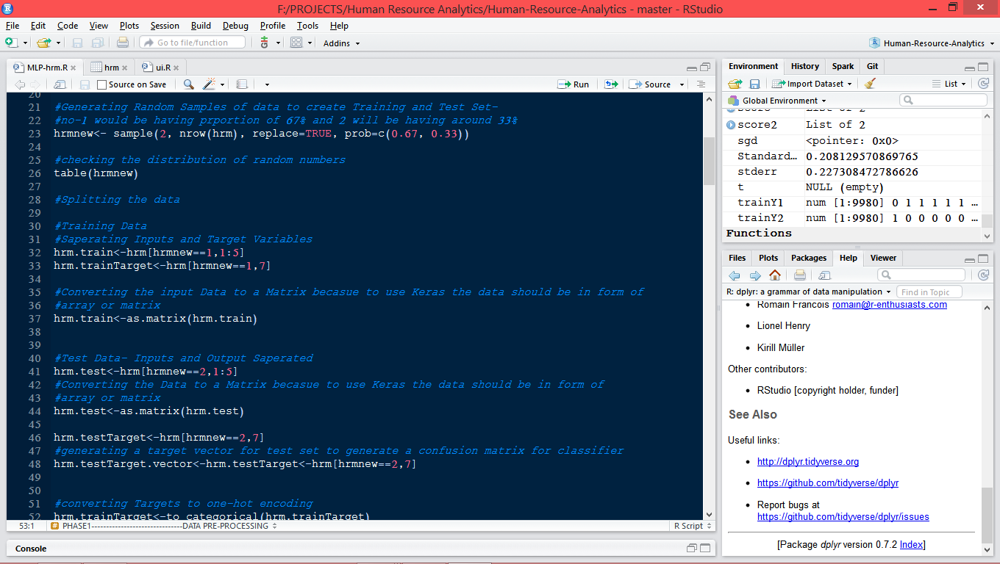 F:/PROJECTS/Human Resource Analytics/Human-Resource-Analytics - master - RStudio
File Edit Code View Plots Session Build Debug Profile Tools Help
Go to file/function Addins Human-Resource-Analytics
MLP-hrm.R hrm ui.R
Source on Save Run Source
20
21 #Generating Random Samples of data to create Training and Test Set-
22 #no-1 would be having prportion of 67% and 2 will be having around 33%
23 hrmnew<- sample(2, nrow(hrm), replace=TRUE, prob=c(0.67, 0.33))
24
25 #checking the distribution of random numbers
26 table(hrmnew)
27
28 #Splitting the data
29
30 #Training Data
31 #Saperating Inputs and Target Variables
32 hrm.train<-hrm[hrmnew==1,1:5]
33 hrm.trainTarget<-hrm[hrmnew==1,7]
34
35 #Converting the input Data to a Matrix becasue to use Keras the data should be in form of
36 #array or matrix
37 hrm.train<-as.matrix(hrm.train)
38
39
40 #Test Data- Inputs and Output Saperated
41 hrm.test<-hrm[hrmnew==2,1:5]
42 #Converting the Data to a Matrix becasue to use Keras the data should be in form of
43 #array or matrix
44 hrm.test<-as.matrix(hrm.test)
45
46 hrm.testTarget<-hrm[hrmnew==2,7]
47 #generating a target vector for test set to generate a confusion matrix for classifier
48 hrm.testTarget.vector<-hrm.testTarget<-hrm[hrmnew==2,7]
49
50
51 #converting Targets to one-hot encoding
52 hrm.trainTarget<-to_categorical(hrm.trainTarget)
53:1 # PHASE1-------------------------------DATA PRE-PROCESSING R Script
Console
Environment History Spark Git
Import Dataset List
Global Environment
score List of 2
score2 List of 2
sgd <pointer: 0x0>
Standard… 0.208129570869765
stderr 0.227308472786626
t NULL (empty)
trainY1 num [1:9980] 0 1 1 1 1 1 …
trainY2 num [1:9980] 1 0 0 0 0 0 …
Functions
Files Plots Packages Help Viewer
R: dplyr: a grammar of data manipulation Find in Topic
• Romain Francois romain@r-enthusiasts.com
• Lionel Henry
• Kirill Müller
Other contributors:
• RStudio [copyright holder, funder]
See Also
Useful links:
• http://dplyr.tidyverse.org
• https://github.com/tidyverse/dplyr
• Report bugs at
https://github.com/tidyverse/dplyr/issues
[Package dplyr version 0.7.2 Index]